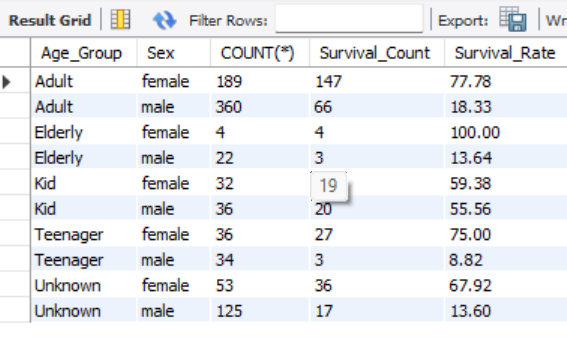 Result Grid Filter Rows: Export: Wr
Age_Group Sex COUNT(*) Survival_Count Survival_Rate
Adult female 189 147 77.78
Adult male 360 66 18.33
Elderly female 4 4 100.00
Elderly male 22 3 13.64
Kid female 32 19 59.38
Kid male 36 20 55.56
Teenager female 36 27 75.00
Teenager male 34 3 8.82
Unknown female 53 36 67.92
Unknown male 125 17 13.60